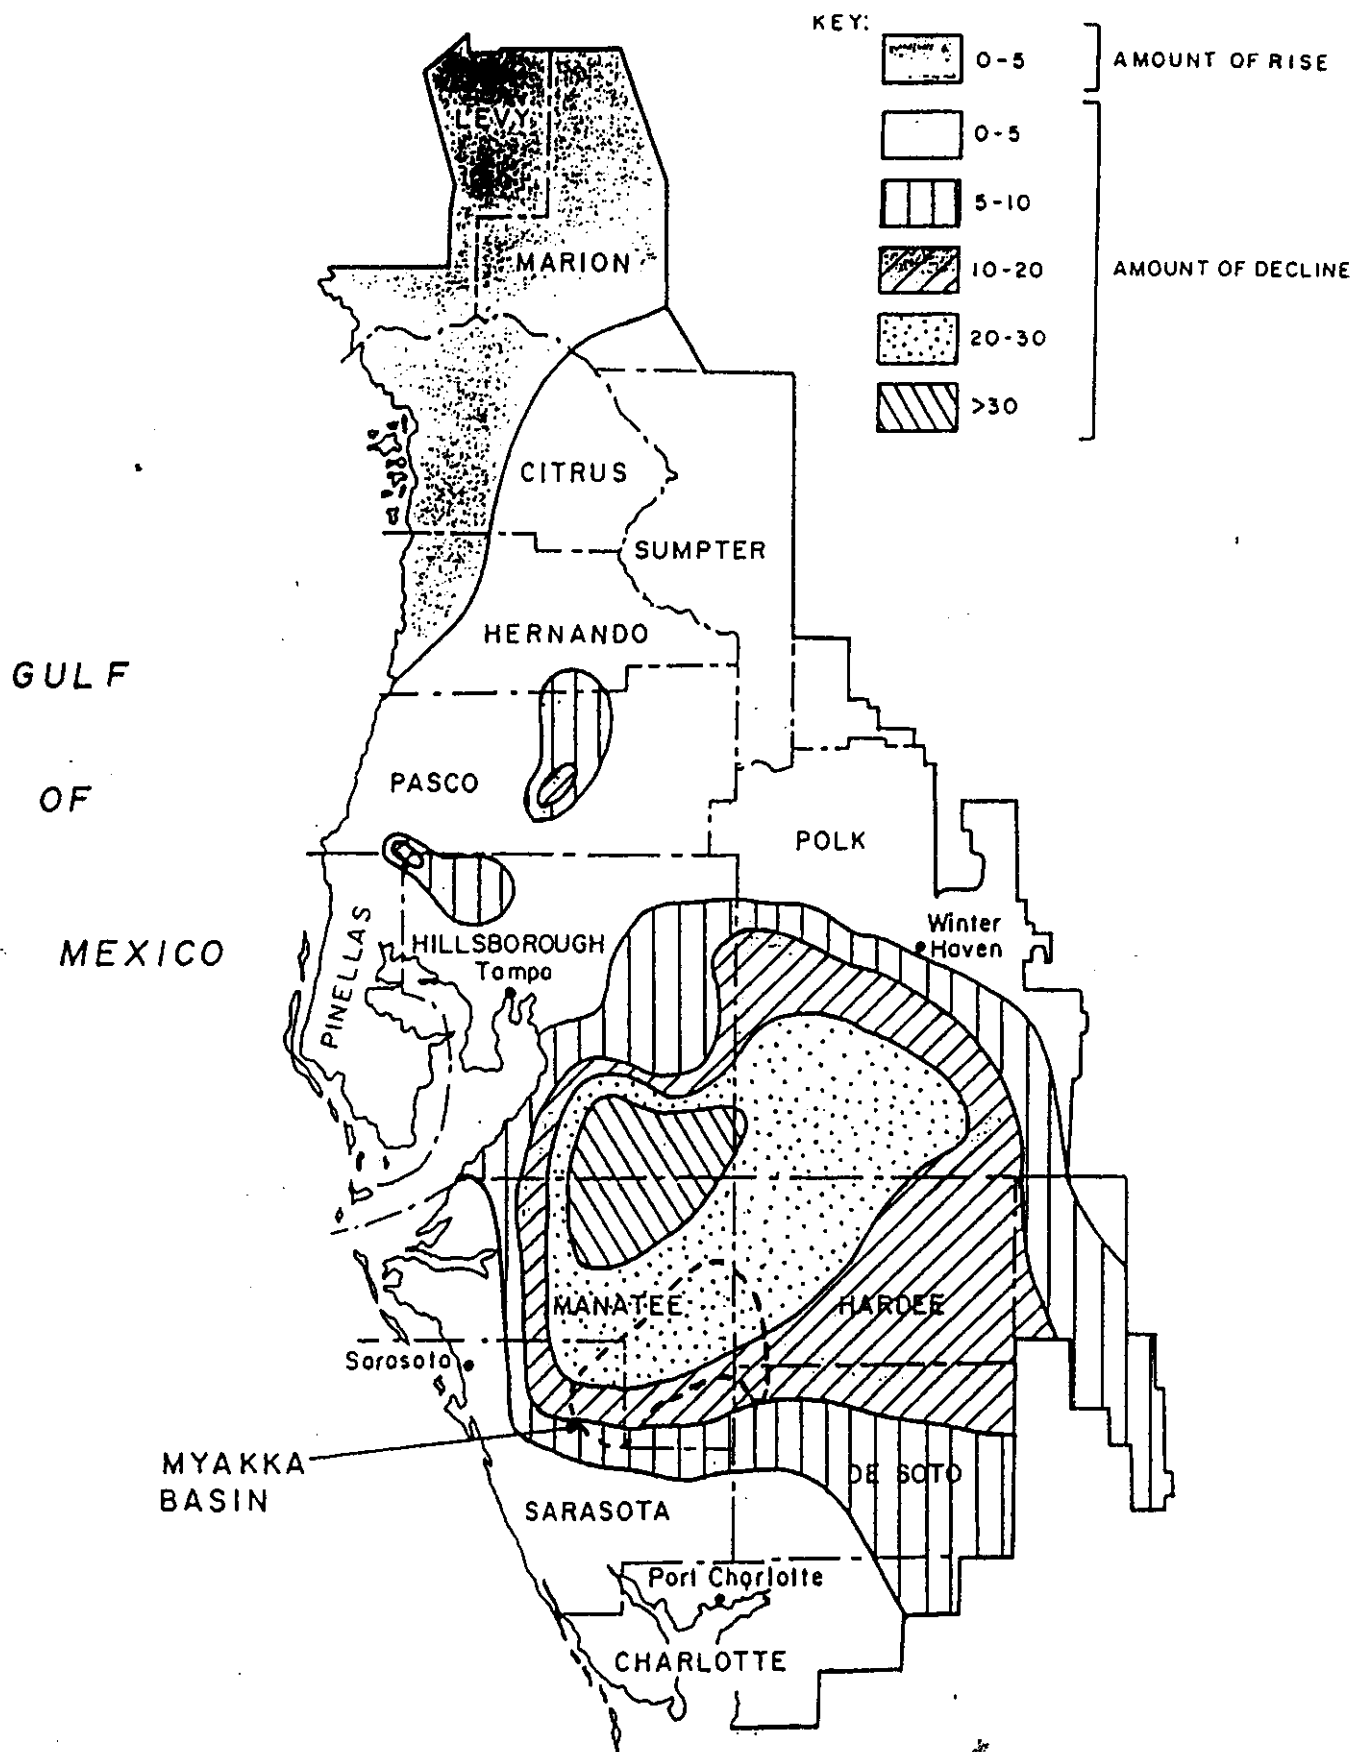 KEY:
0-5
AMOUNT OF RISE
0-5
5-10
10-20
AMOUNT OF DECLINE
20-30
>30
LEVY
MARION
CITRUS
SUMPTER
HERNANDO
GULF
OF
MEXICO
PASCO
POLK
PINELLAS
HILLSBOROUGH
Tampa
Winter
Haven
MANATEE
HARDEE
Sarasota
MYAKKA
BASIN
DE SOTO
SARASOTA
Port Charlotte
CHARLOTTE